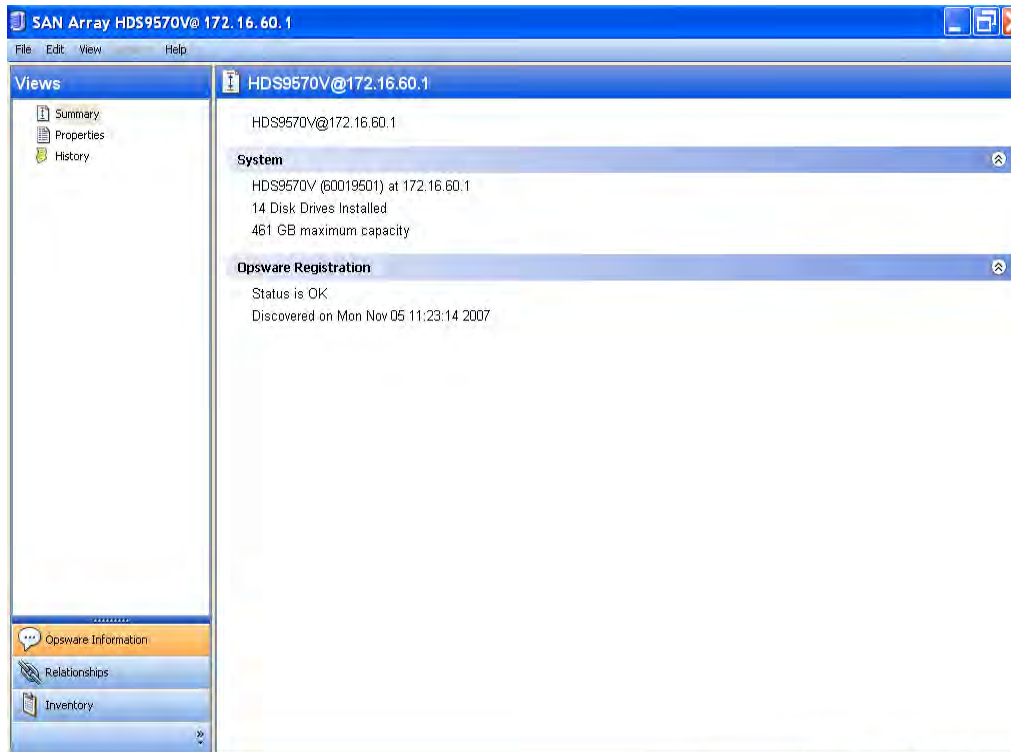 SAN Array HDS9570V@172.16.60.1
File Edit View Help
Views
Summary
Properties
History
HDS9570V@172.16.60.1
HDS9570V@172.16.60.1
System
HDS9570V (60019501) at 172.16.60.1
14 Disk Drives Installed
461 GB maximum capacity
Opsware Registration
Status is OK
Discovered on Mon Nov 05 11:23:14 2007
Opsware Information
Relationships
Inventory